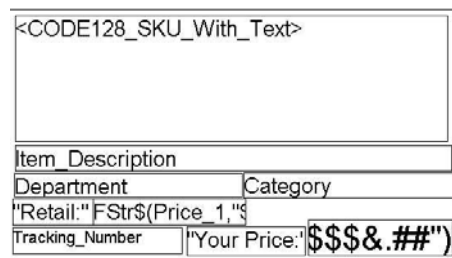 <CODE128_SKU_With_Text>
Item_Description
Department Category
"Retail:" FStr$(Price_1,"$
Tracking_Number "Your Price:' $$$&.##")